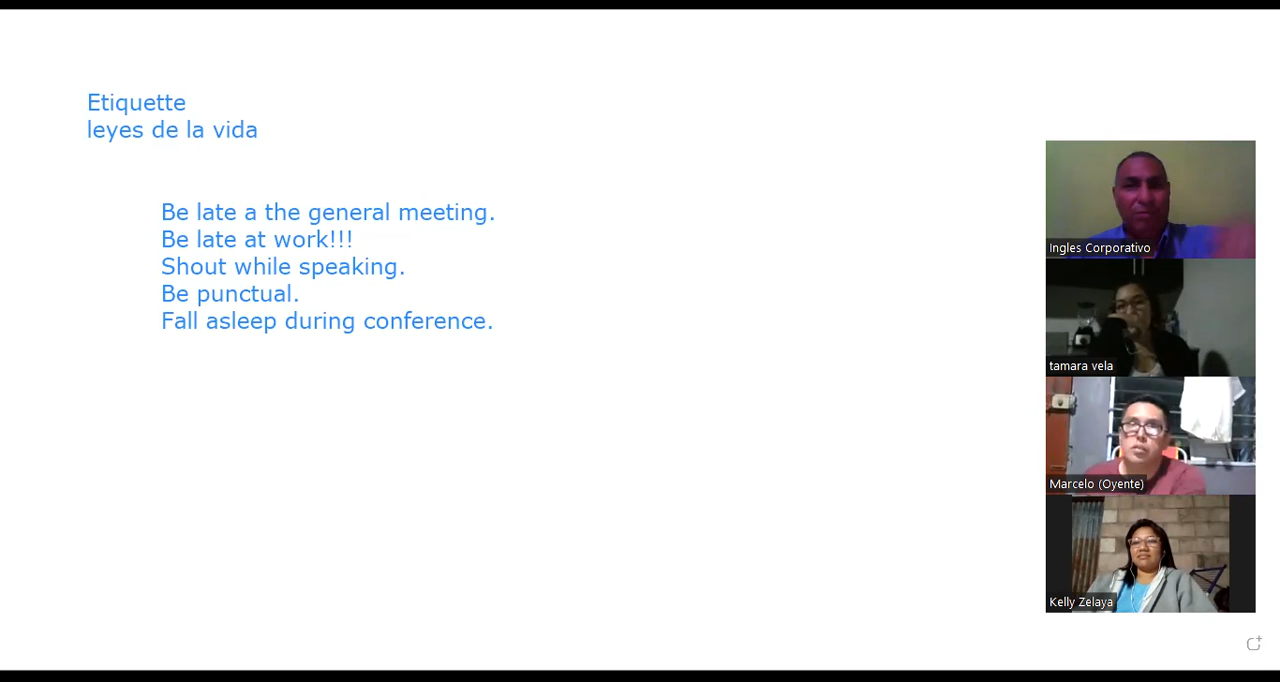 Etiquette
leyes de la vida
Be late a the general meeting.
Be late at work!!!
Shout while speaking.
Be punctual.
Fall asleep during conference.
Ingles Corporativo
tamara vela
Marcelo (Oyente)
Kelly Zelaya